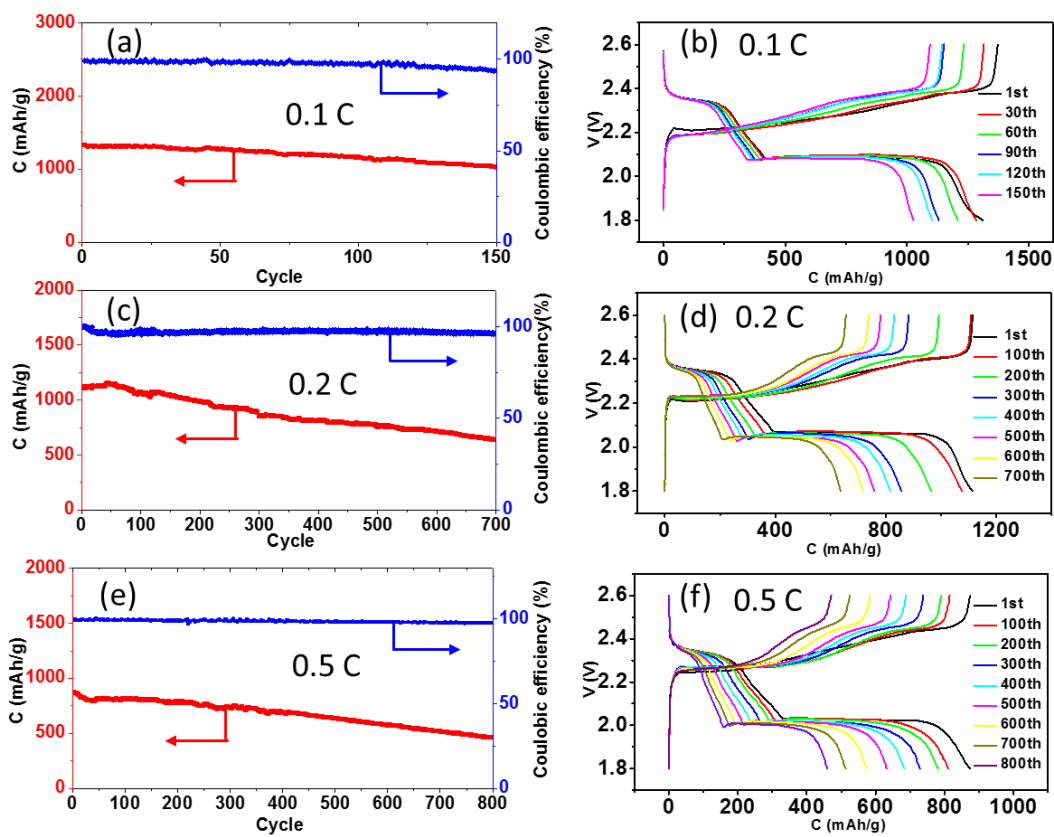 (a)
0.1 C
C (mAh/g)
3000
2500
2000
1500
1000
500
0
100
50
0
Coulombic efficiency (%)
0
50
100
150
Cycle
(b)
0.1 C
V (V)
2.6
2.4
2.2
2.0
1.8
1st
30th
60th
90th
120th
150th
0
500
1000
1500
C (mAh/g)
(c)
0.2 C
C (mAh/g)
2000
1500
1000
500
0
100
50
0
Coulombic efficiency(%)
0
100
200
300
400
500
600
700
Cycle
(d)
0.2 C
V (V)
2.6
2.4
2.2
2.0
1.8
1st
100th
200th
300th
400th
500th
600th
700th
0
400
800
1200
C (mAh/g)
(e)
0.5 C
C (mAh/g)
2000
1500
1000
500
0
100
50
0
Coulobic efficiency (%)
0
100
200
300
400
500
600
700
800
Cycle
(f)
0.5 C
V (V)
2.6
2.4
2.2
2.0
1.8
1st
100th
200th
300th
400th
500th
600th
700th
800th
0
200
400
600
800
1000
C (mAh/g)